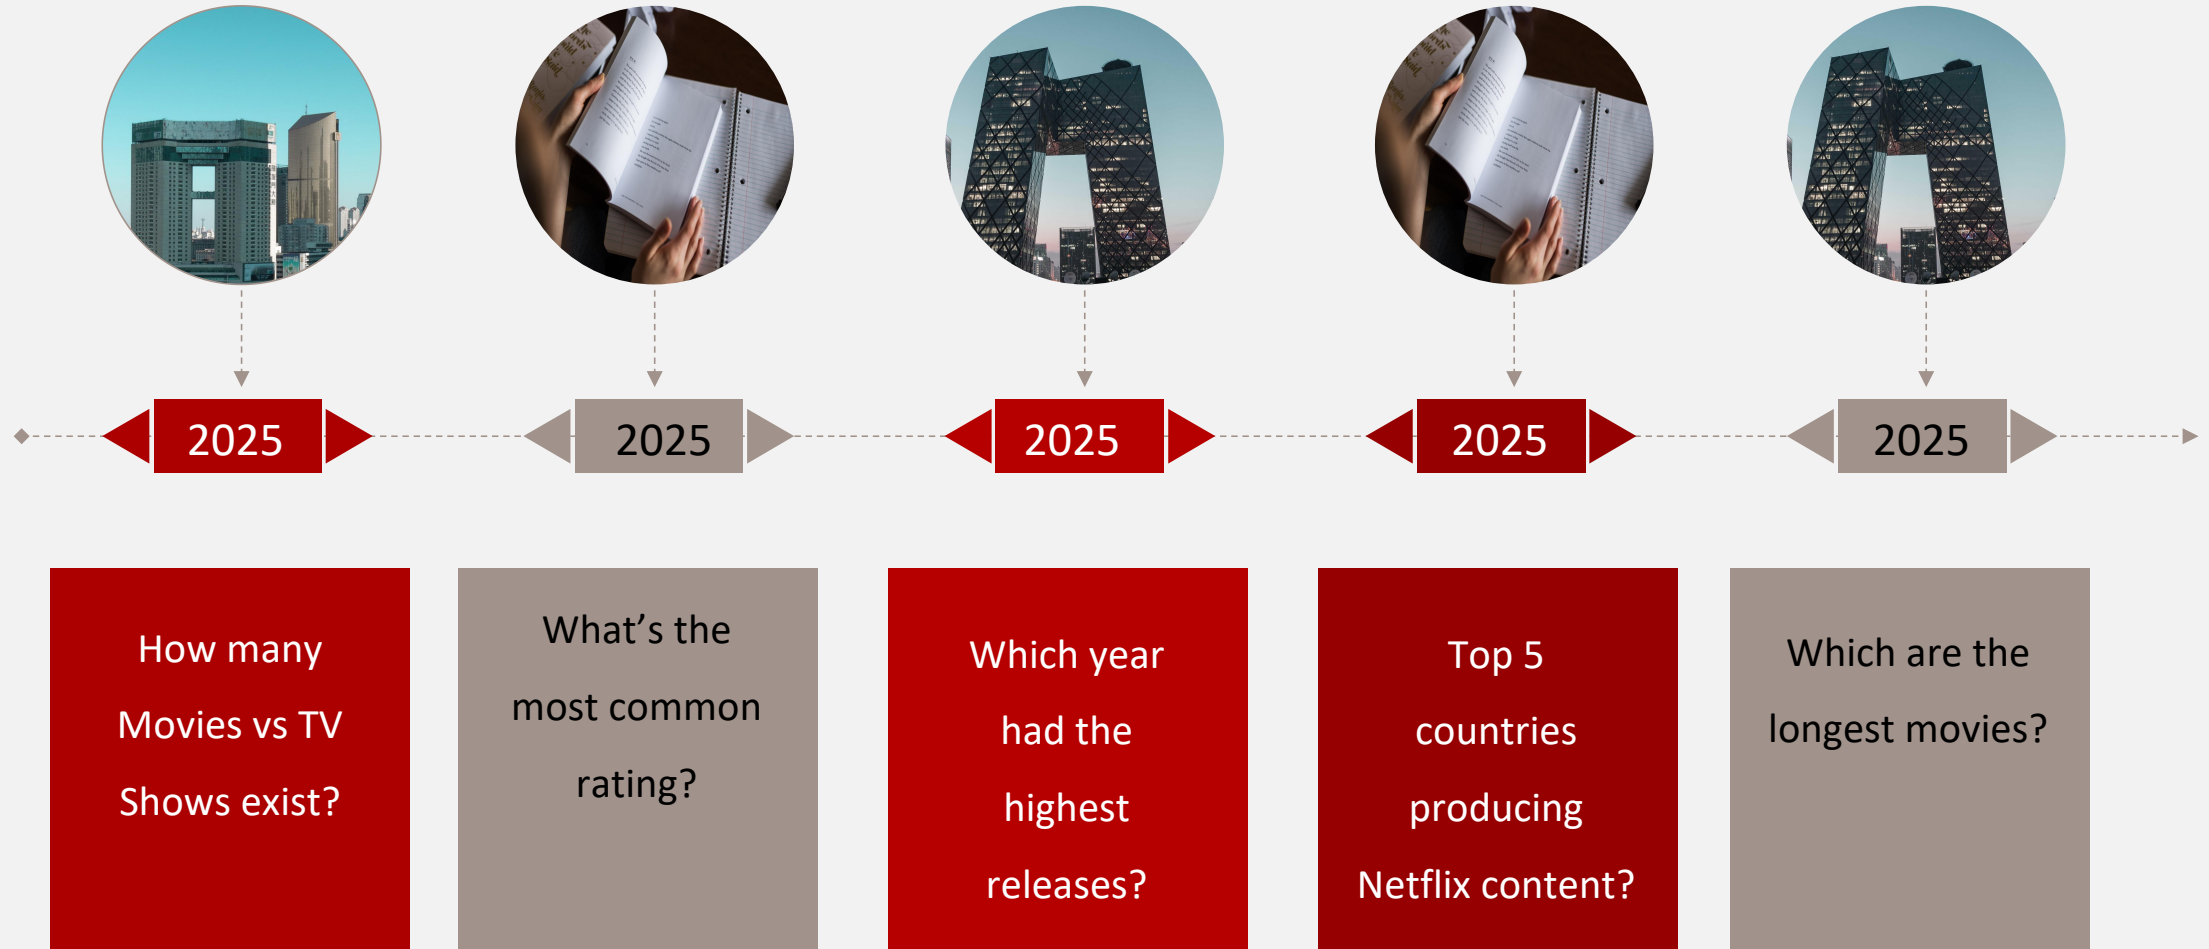 2025
2025
2025
2025
2025
How many
Movies vs TV
Shows exist?
What’s the
most common
rating?
Which year
had the
highest
releases?
Top 5
countries
producing
Netflix content?
Which are the
longest movies?